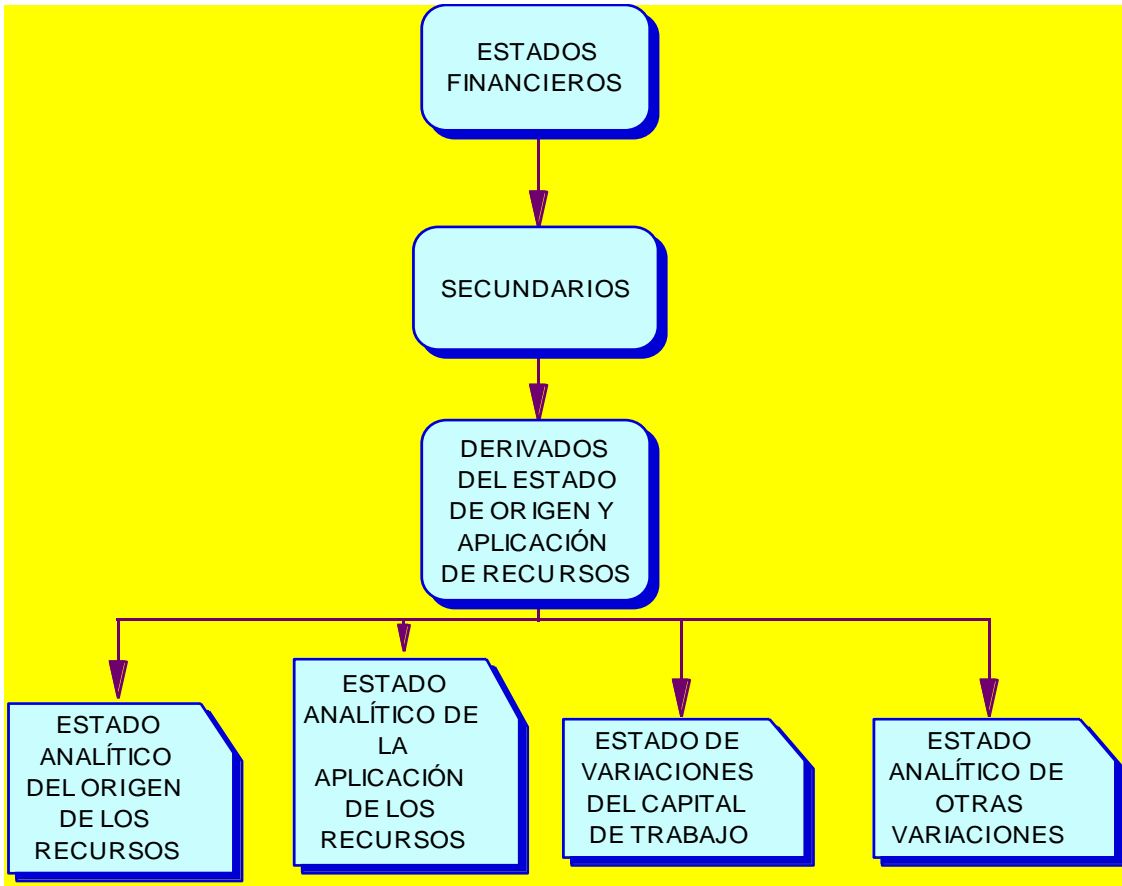 ESTADOS
FINANCIEROS
SECUNDARIOS
DERIVADOS
DEL ESTADO
DE ORIGEN Y
APLICACIÓN
DE RECURSOS
ESTADO
ANALÍTICO
DEL ORIGEN
DE LOS
RECURSOS
ESTADO
ANALÍTICO DE
LA
APLICACIÓN
DE LOS
RECURSOS
ESTADO DE
VARIACIONES
DEL CAPITAL
DE TRABAJO
ESTADO
ANALÍTICO DE
OTRAS
VARIACIONES